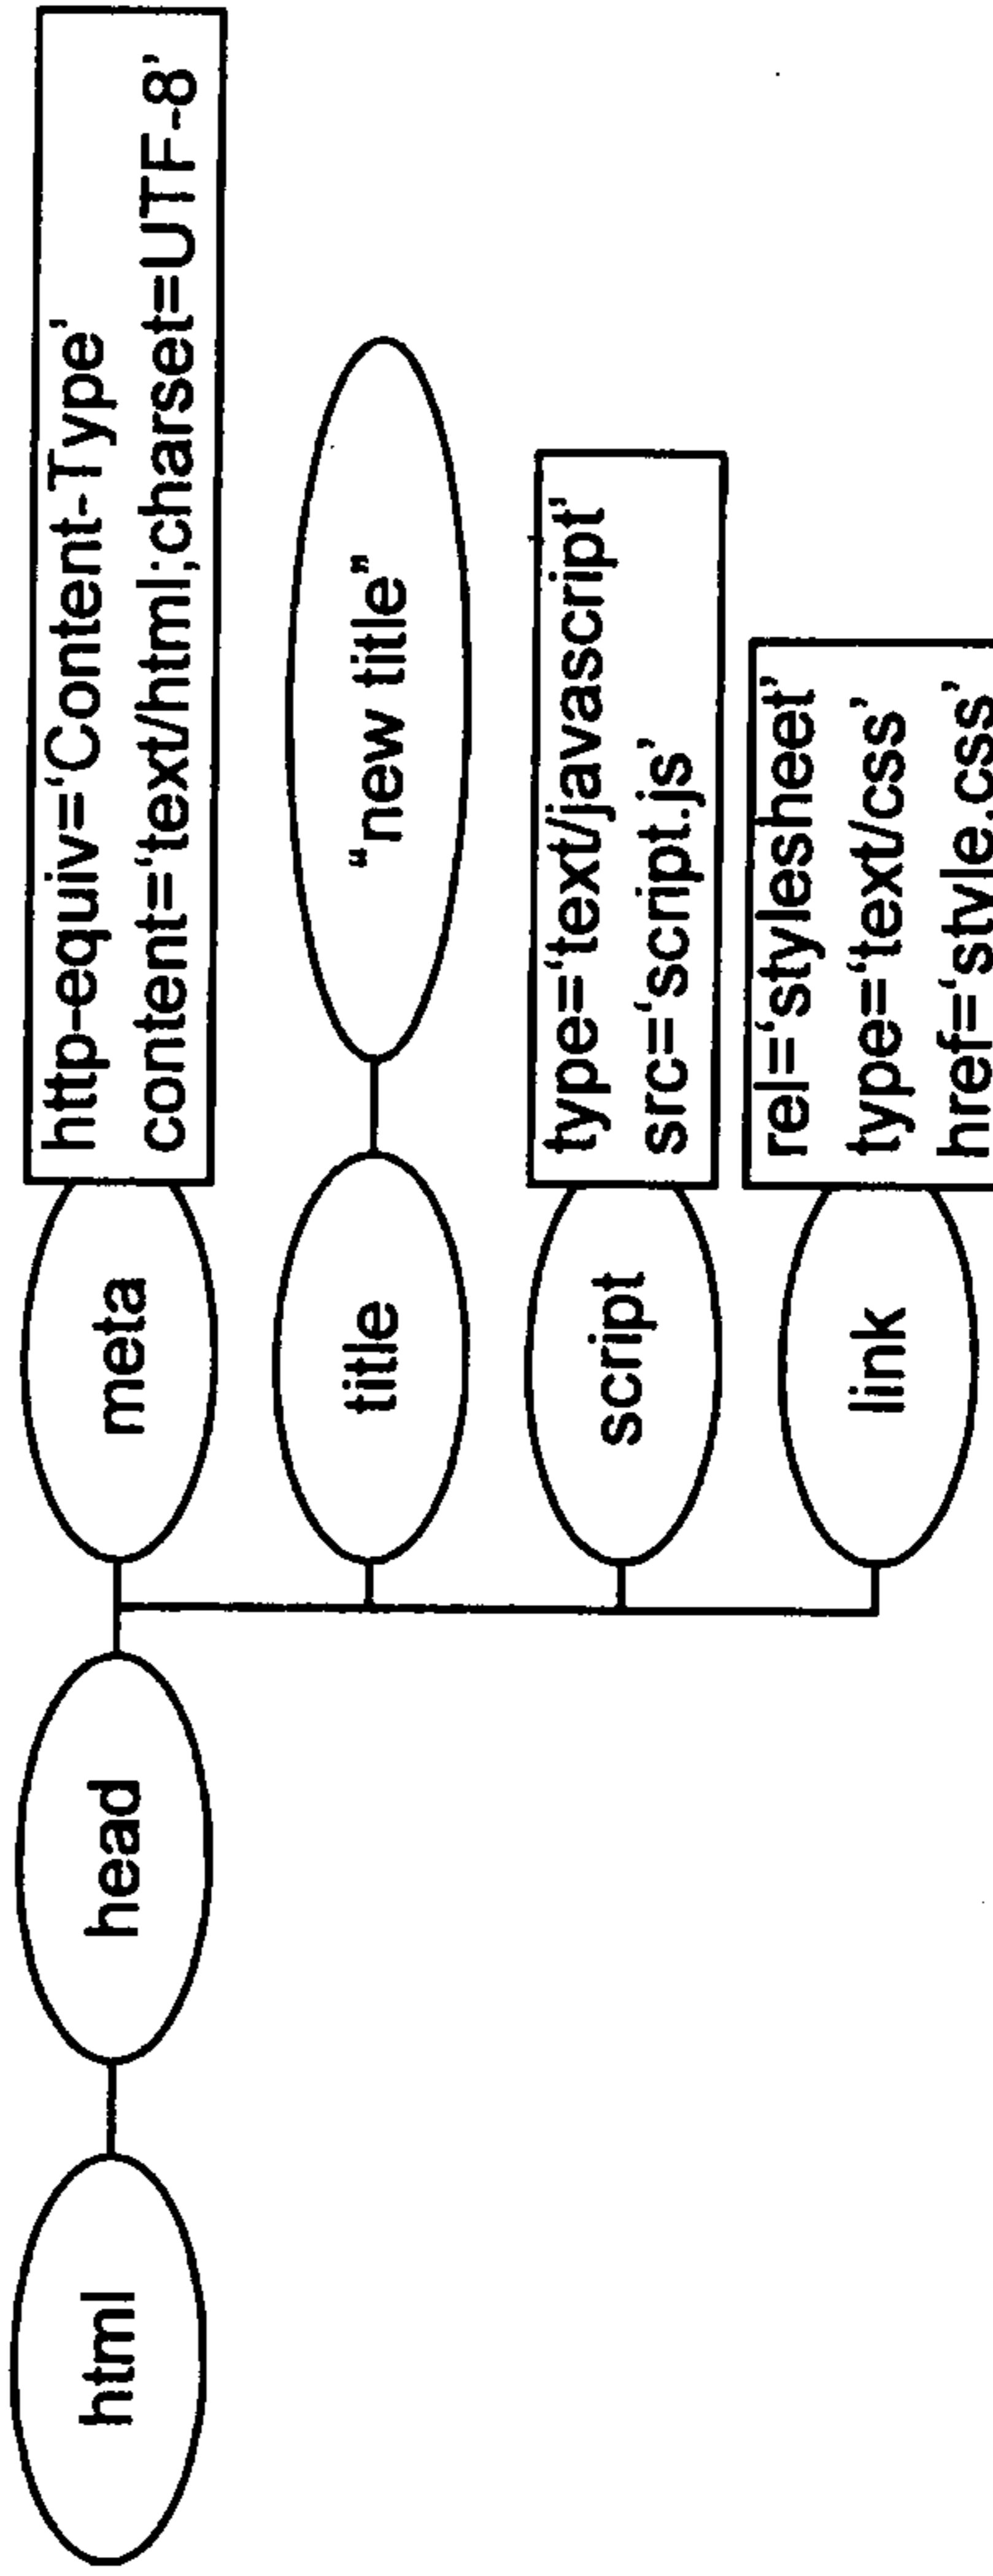 html
head
meta
http-equiv=‘Content-Type’
content=‘text/html;charset=UTF-8’
title
“new title”
script
type=‘text/javascript’
src=‘script.js’
link
rel=‘stylesheet’
type=‘text/css’
href=‘style.css’